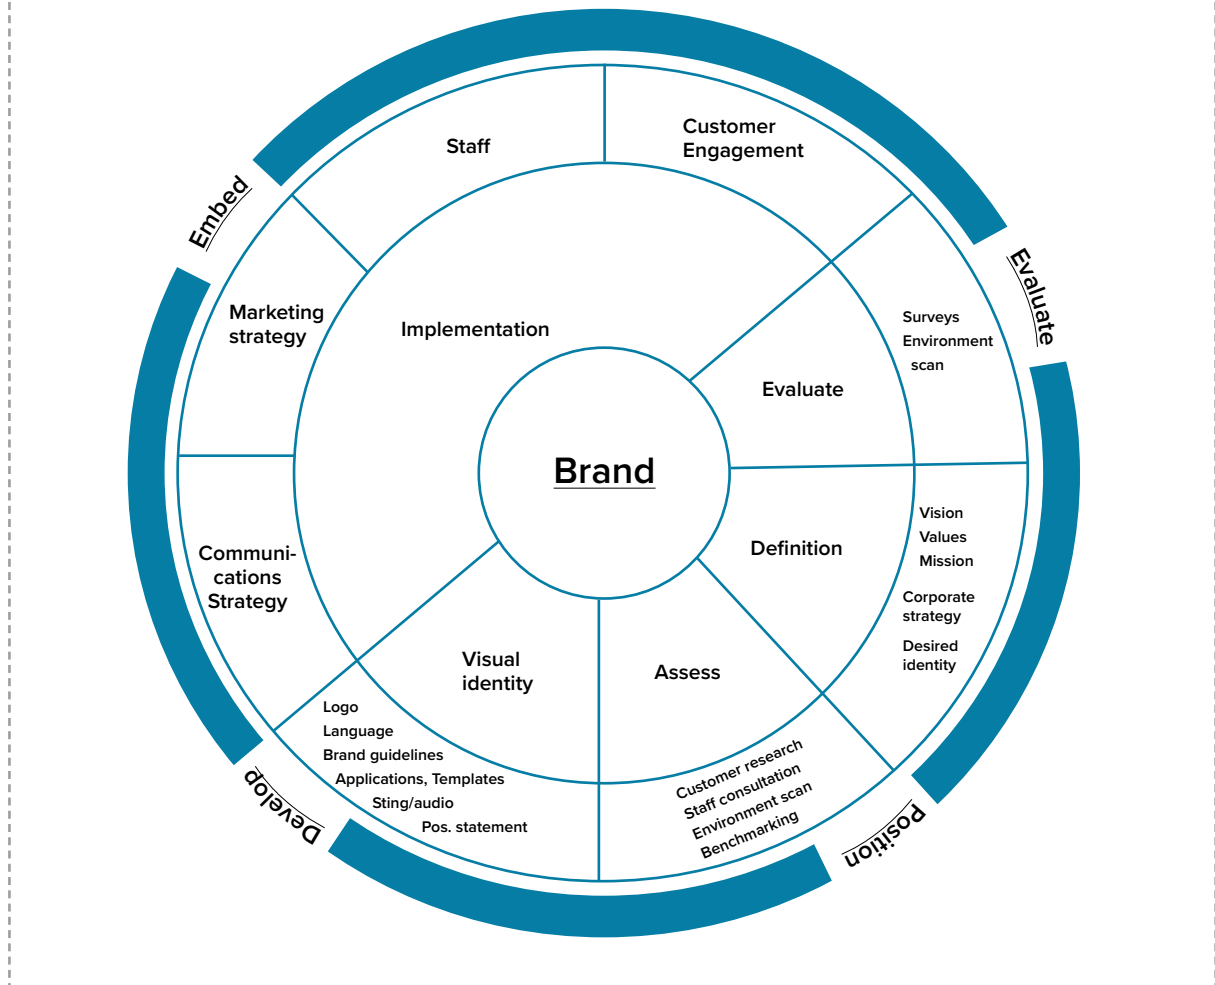 Staff
Customer
Engagement
Embed
Evaluate
Marketing
strategy
Implementation
Surveys
Environment
scan
Evaluate
Brand
Communi-
cations
Strategy
Definition
Vision
Values
Mission
Corporate
strategy
Desired
identity
Visual
identity
Assess
Logo
Language
Brand guidelines
Applications, Templates
Sting/audio
Pos. statement
Customer research
Staff consultation
Environment scan
Benchmarking
Develop
Position